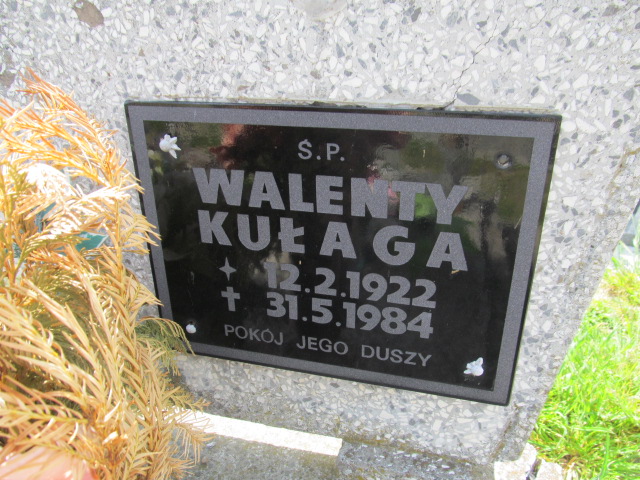 Ś.P.
WALENTY
KUŁAGA
12.2.1922
31.5.1984
POKÓJ JEGO DUSZY